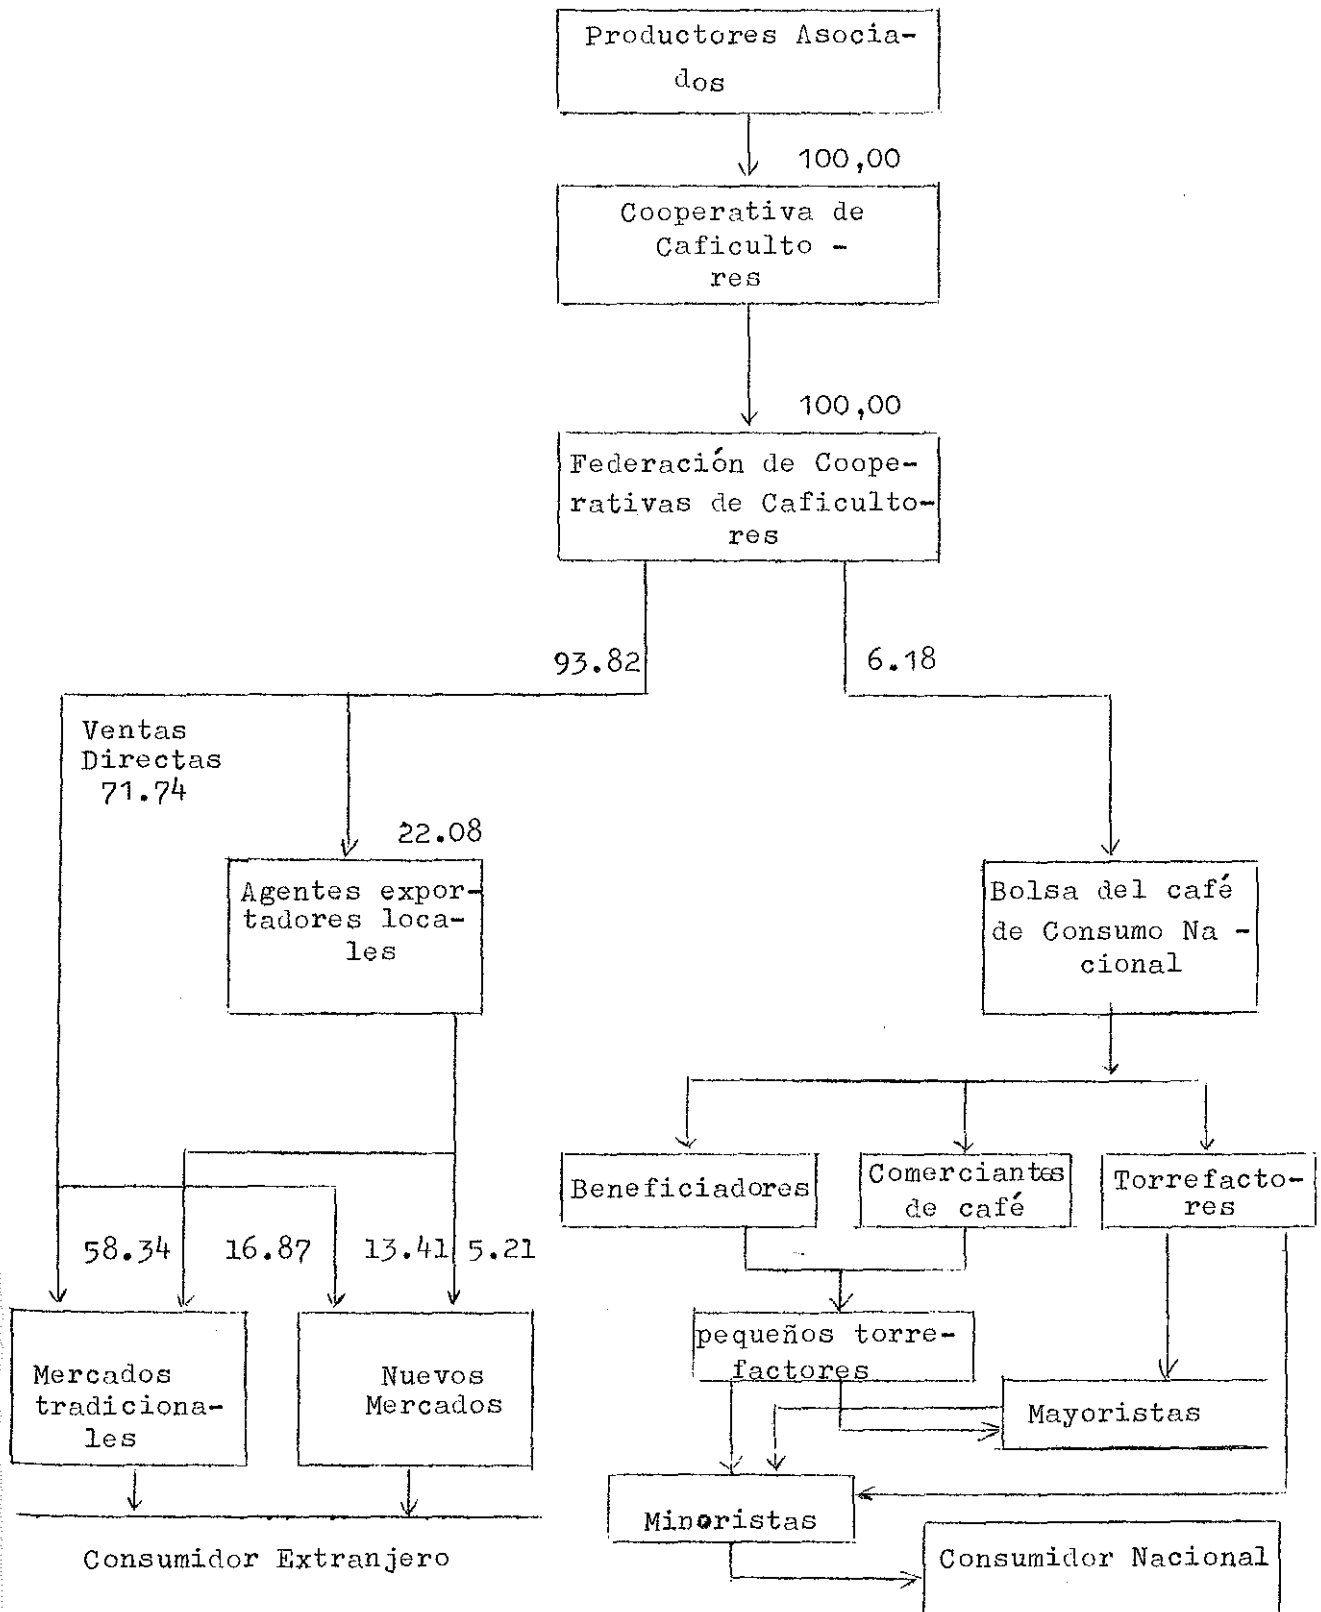 Productores Asocia-
dos
100,00
Cooperativa de
Caficulto -
res
100,00
Federación de Coope-
rativas de Caficulto-
res
93.82
6.18
Ventas
Directas
71.74
22.08
Agentes expor-
tadores loca-
les
Bolsa del café
de Consumo Na -
cional
Beneficiadores
Comerciantes
de café
Torrefacto-
res
58.34
16.87
13.41
5.21
pequeños torre-
factores
Mercados
tradiciona-
les
Nuevos
Mercados
Mayoristas
Minoristas
Consumidor Extranjero
Consumidor Nacional